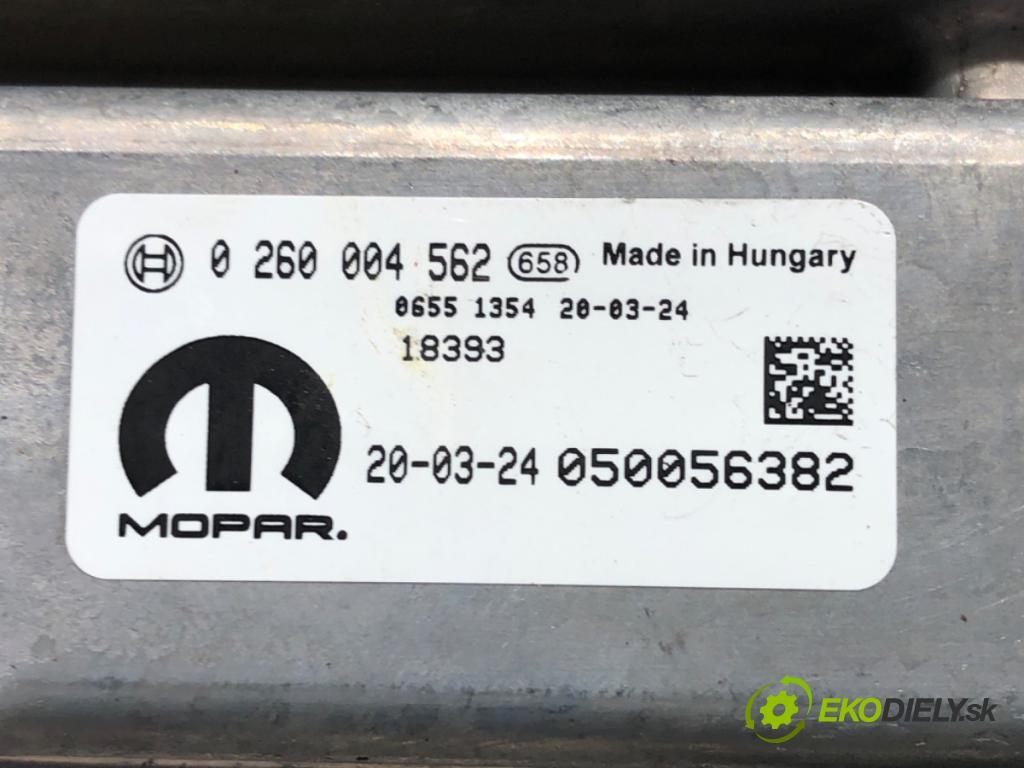 0 260 004 562 658 Made in Hungary
0655 1354 20-03-24
18393
20-03-24 050056382
MOPAR.
EKODIELY.sk